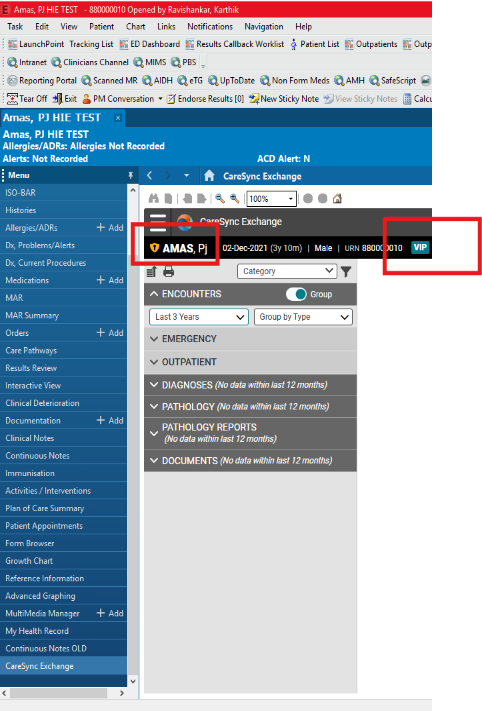 Amas, PJ HIE TEST - 880000010 Opened by Ravishankar, Karthik
Task Edit View Patient Chart Links Notifications Navigation Help
LaunchPoint Tracking List ED Dashboard Results Callback Worklist Patient List Outpatients Outp
Intranet Clinicians Channel MIMS PBS
Reporting Portal Scanned MR AIDH eTG UpToDate Non Form Meds AMH SafeScript
Tear Off Exit PM Conversation Endorse Results [0] New Sticky Note View Sticky Notes Calcu
Amas, PJ HIE TEST ×
Amas, PJ HIE TEST
Allergies/ADRs: Allergies Not Recorded
Alerts: Not Recorded ACD Alert: N
Menu
CareSync Exchange
ISO-BAR
Histories
Allergies/ADRs + Add
Dx, Problems/Alerts
Dx, Current Procedures
Medications + Add
MAR
MAR Summary
Orders + Add
Care Pathways
Results Review
Interactive View
Clinical Deterioration
Documentation + Add
Clinical Notes
Continuous Notes
Immunisation
Activities / Interventions
Plan of Care Summary
Patient Appointments
Form Browser
Growth Chart
Reference Information
Advanced Graphing
MultiMedia Manager + Add
My Health Record
Continuous Notes OLD
CareSync Exchange
100%
CareSync Exchange
AMAS, Pj 02-Dec-2021 (3y 10m) | Male | URN 880000010 VIP
Category
ENCOUNTERS Group
Last 3 Years Group by Type
EMERGENCY
OUTPATIENT
DIAGNOSES (No data within last 12 months)
PATHOLOGY (No data within last 12 months)
PATHOLOGY REPORTS
(No data within last 12 months)
DOCUMENTS (No data within last 12 months)